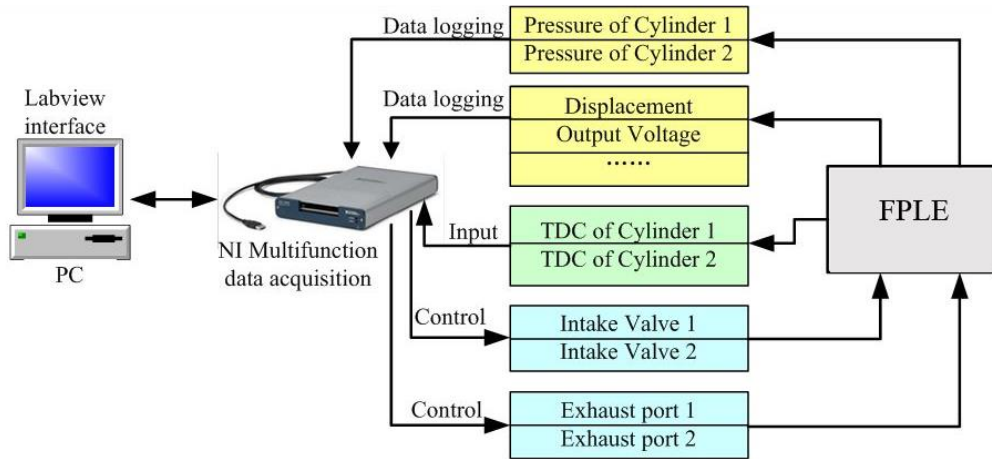 Data logging
Pressure of Cylinder 1
Pressure of Cylinder 2
Labview
interface
Data logging
Displacement
Output Voltage
......
FPLE
Input
TDC of Cylinder 1
TDC of Cylinder 2
NI Multifunction
data acquisition
PC
Control
Intake Valve 1
Intake Valve 2
Control
Exhaust port 1
Exhaust port 2